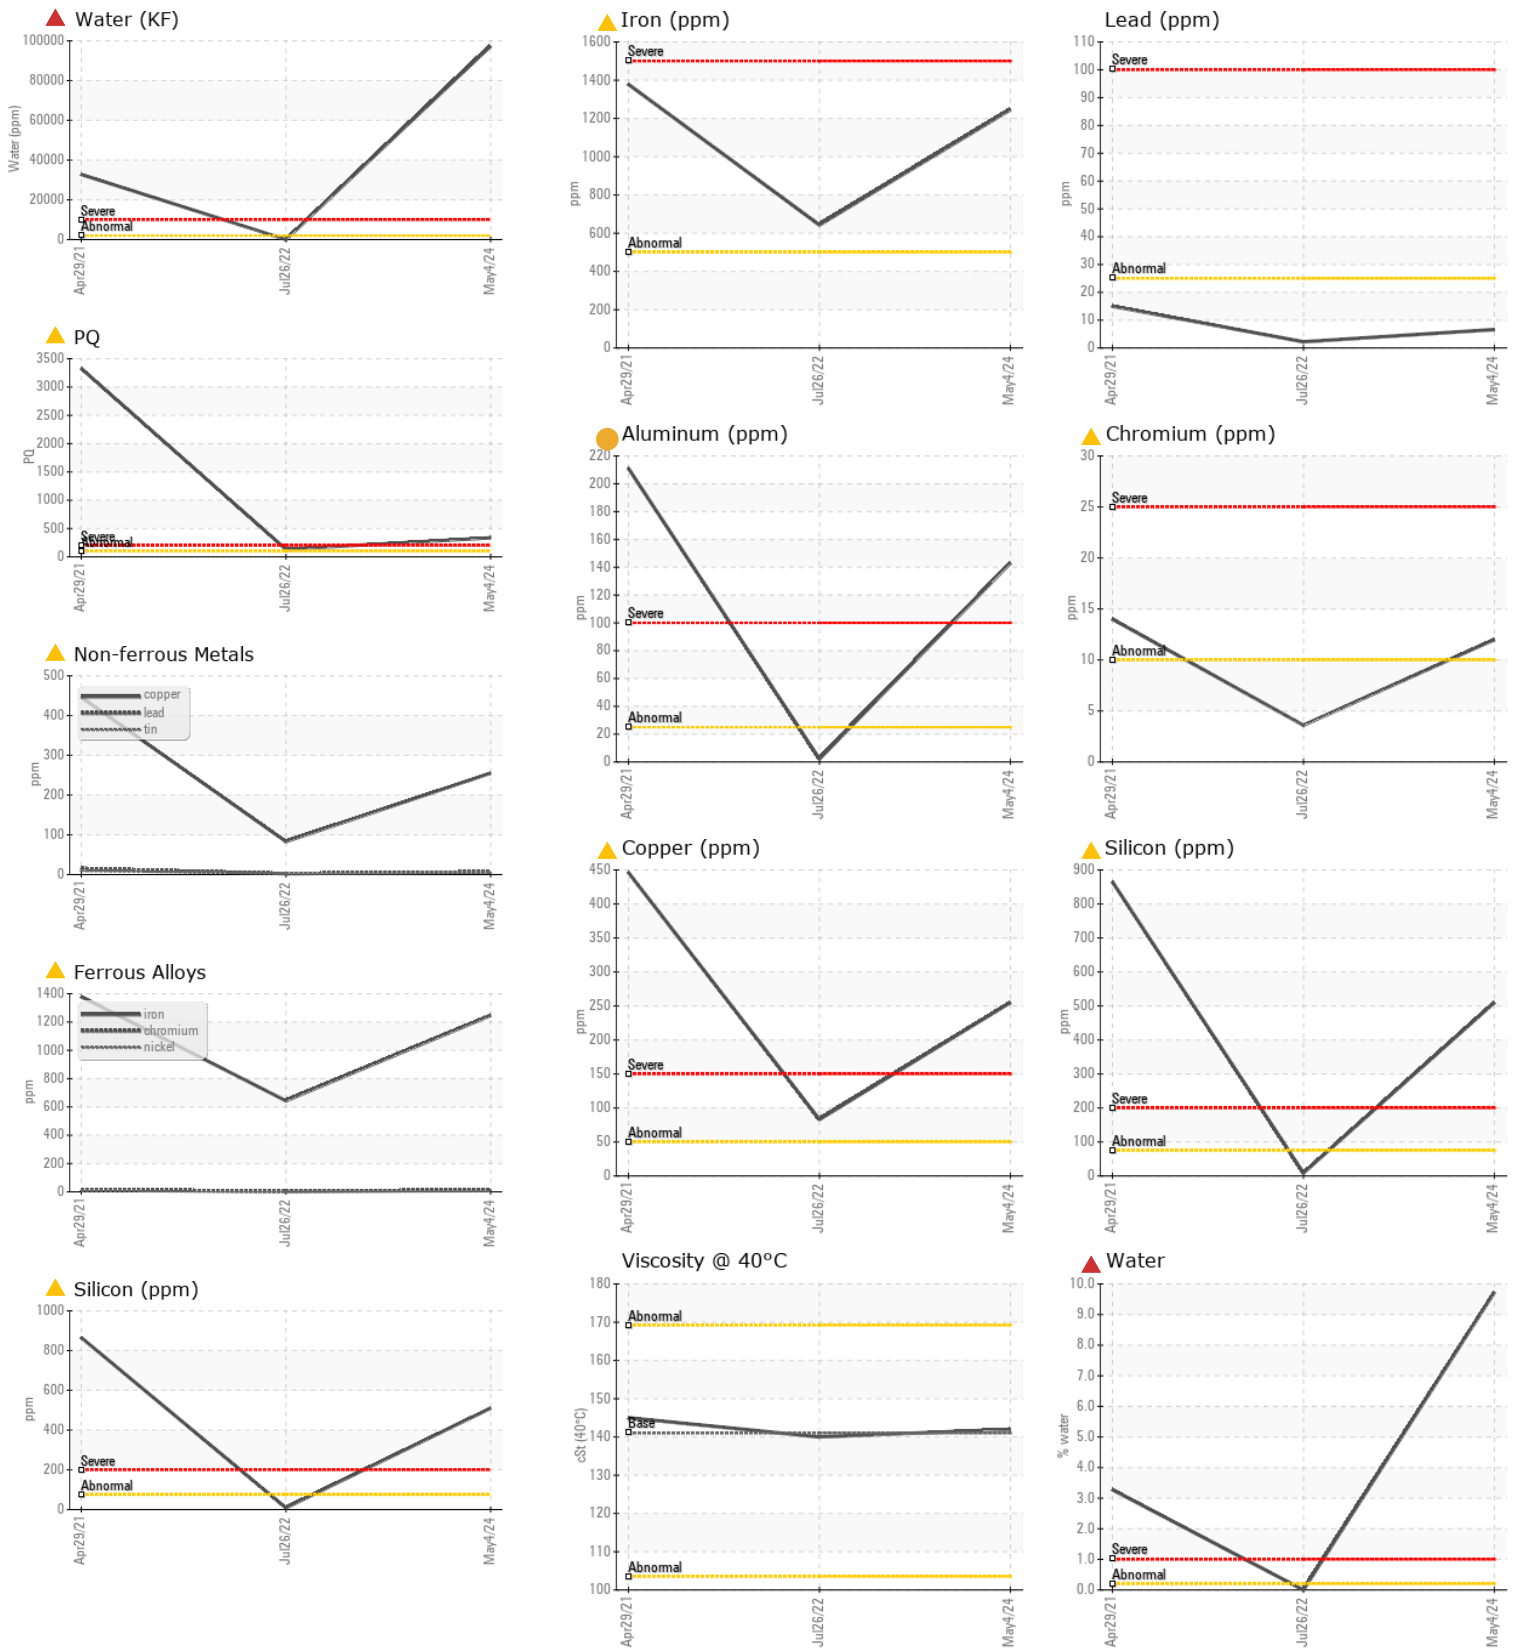 Water (KF)
100000
80000
60000
40000
20000
0
Water (ppm)
Severe
Abnormal
Apr29/21
Jul26/22
May4/24
PQ
3500
3000
2500
2000
1500
1000
500
0
PQ
Severe
Abnormal
Apr29/21
Jul26/22
May4/24
Non-ferrous Metals
500
400
300
200
100
0
ppm
copper
lead
tin
Apr29/21
Jul26/22
May4/24
Ferrous Alloys
1400
1200
1000
800
600
400
200
0
ppm
iron
chromium
nickel
Apr29/21
Jul26/22
May4/24
Silicon (ppm)
1000
800
600
400
200
0
ppm
Severe
Abnormal
Apr29/21
Jul26/22
May4/24
Iron (ppm)
1600
1400
1200
1000
800
600
400
200
0
ppm
Severe
Abnormal
Apr29/21
Jul26/22
May4/24
Lead (ppm)
110
100
90
80
70
60
50
40
30
20
10
0
ppm
Severe
Abnormal
Apr29/21
Jul26/22
May4/24
Aluminum (ppm)
220
200
180
160
140
120
100
80
60
40
20
0
ppm
Severe
Abnormal
Apr29/21
Jul26/22
May4/24
Chromium (ppm)
30
25
20
15
10
5
0
ppm
Severe
Abnormal
Apr29/21
Jul26/22
May4/24
Copper (ppm)
450
400
350
300
250
200
150
100
50
0
ppm
Severe
Abnormal
Apr29/21
Jul26/22
May4/24
Silicon (ppm)
900
800
700
600
500
400
300
200
100
0
ppm
Severe
Abnormal
Apr29/21
Jul26/22
May4/24
Viscosity @ 40°C
180
170
160
150
140
130
120
110
100
cSt (40°C)
Abnormal
Base
Abnormal
Apr29/21
Jul26/22
May4/24
Water
10.0
9.0
8.0
7.0
6.0
5.0
4.0
3.0
2.0
1.0
0.0
% water
Severe
Abnormal
Apr29/21
Jul26/22
May4/24